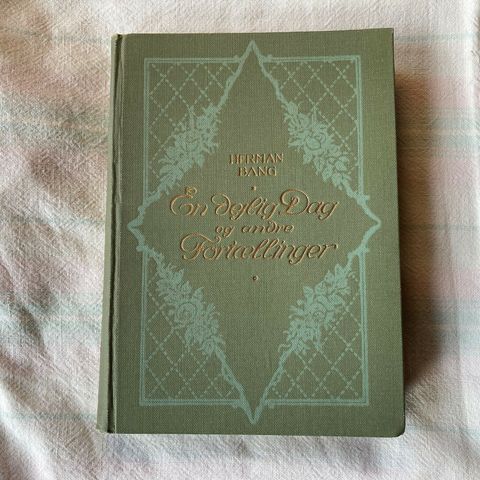 HERMAN
BANG
En dejlig Dag
og andre
Fortællinger